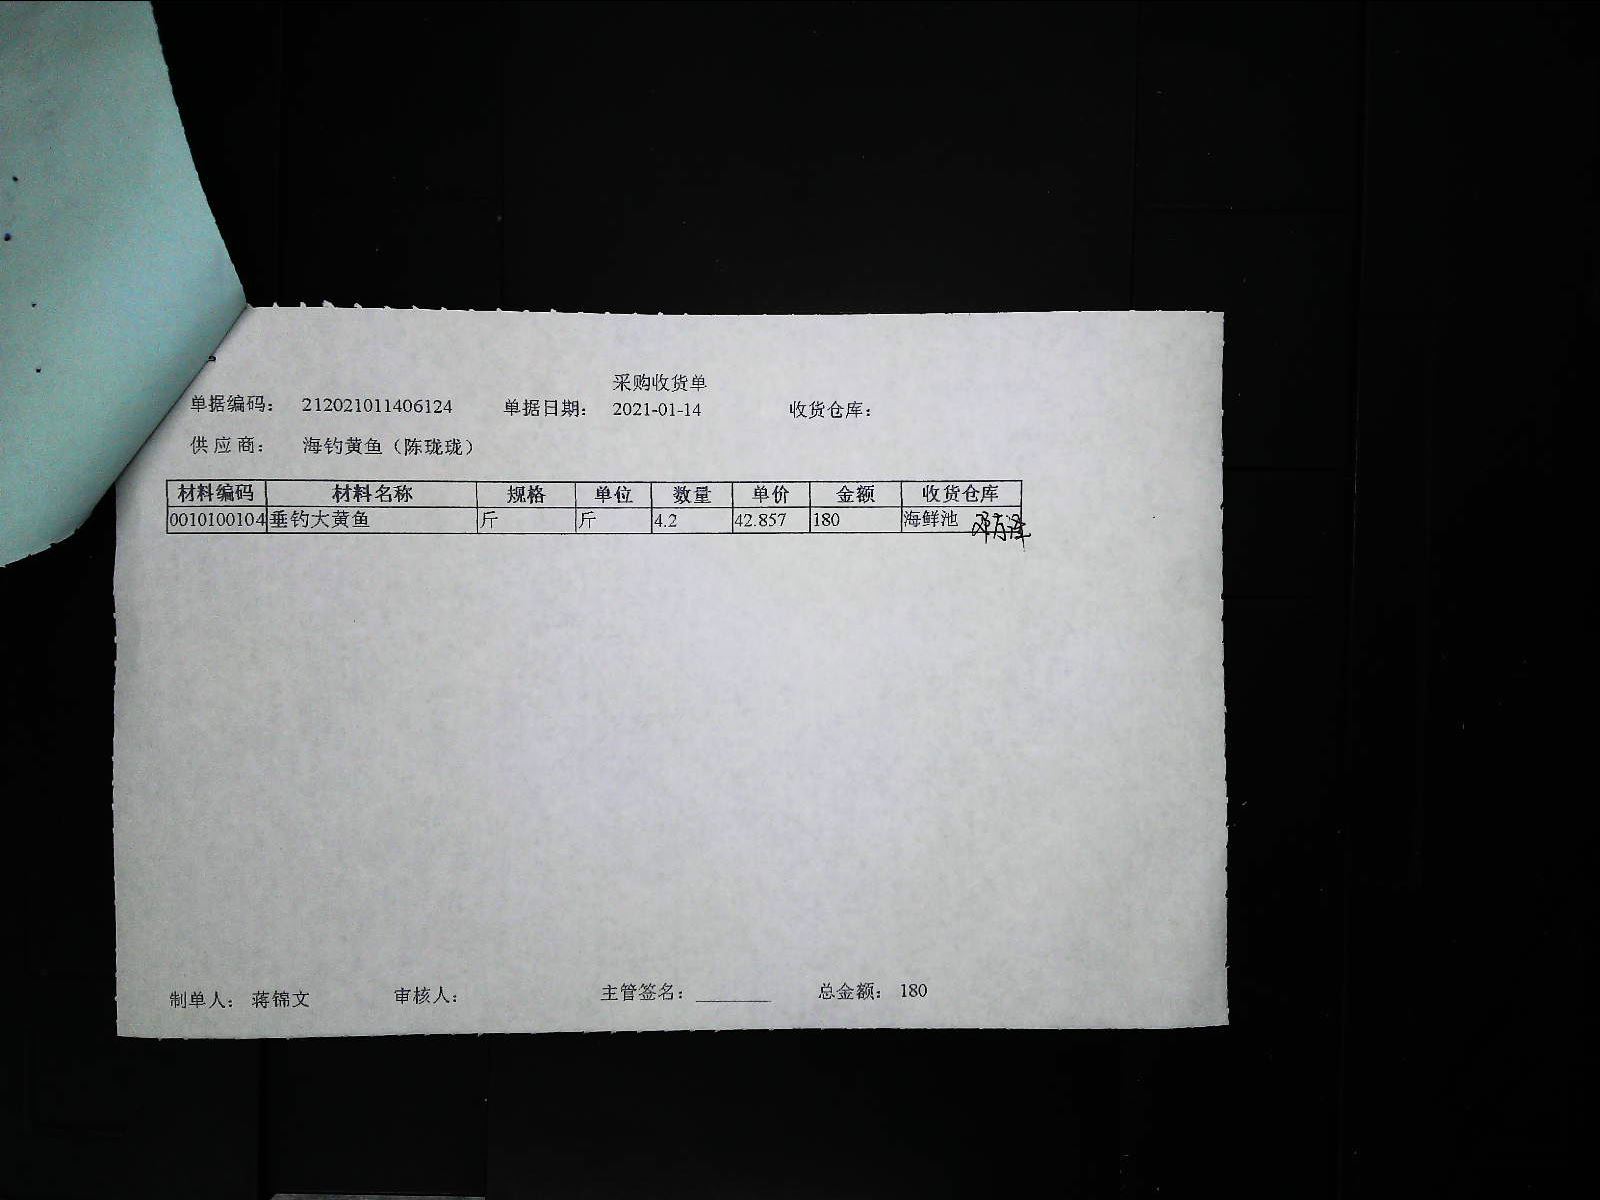 采购收货单
单据编码： 212021011406124 单据日期： 2021-01-14 收货仓库：
供应商： 海钓黄鱼（陈珑珑）
材料编码 材料名称 规格 单位 数量 单价 金额 收货仓库
0010100104 垂钓大黄鱼 斤 斤 4.2 42.857 180 海鲜池
制单人： 蒋锦文 审核人： 主管签名： ________ 总金额： 180